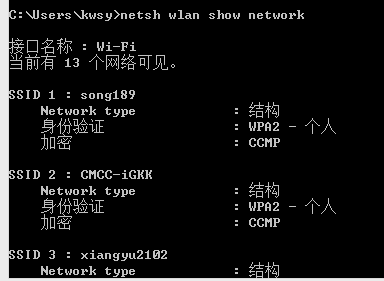 C:\Users\kwsy>netsh wlan show network
接口名称 : Wi-Fi
当前有 13 个网络可见。
SSID 1 : song189
Network type : 结构
身份验证 : WPA2 - 个人
加密 : CCMP
SSID 2 : CMCC-iGKK
Network type : 结构
身份验证 : WPA2 - 个人
加密 : CCMP
SSID 3 : xiangyu2102
Network type : 结构